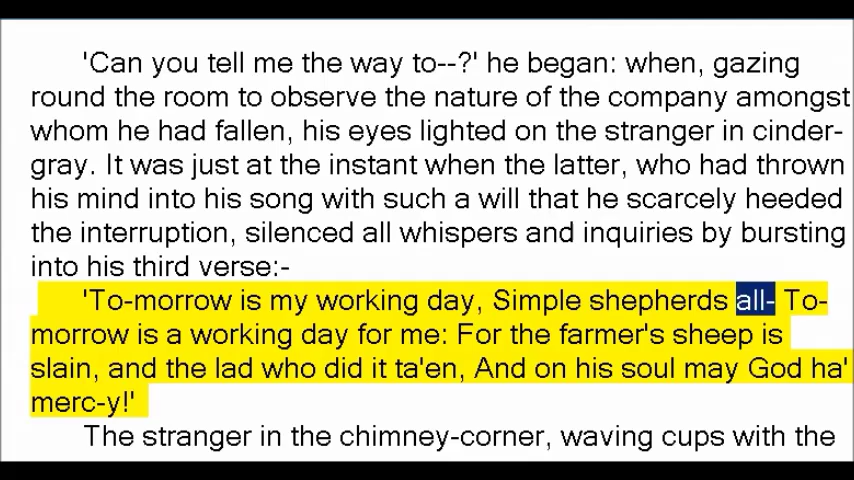 'Can you tell me the way to--?' he began: when, gazing
round the room to observe the nature of the company amongst
whom he had fallen, his eyes lighted on the stranger in cinder-
gray. It was just at the instant when the latter, who had thrown
his mind into his song with such a will that he scarcely heeded
the interruption, silenced all whispers and inquiries by bursting
into his third verse:-
'To-morrow is my working day, Simple shepherds all- To-
morrow is a working day for me: For the farmer's sheep is
slain, and the lad who did it ta'en, And on his soul may God ha'
merc-y!'
The stranger in the chimney-corner, waving cups with the